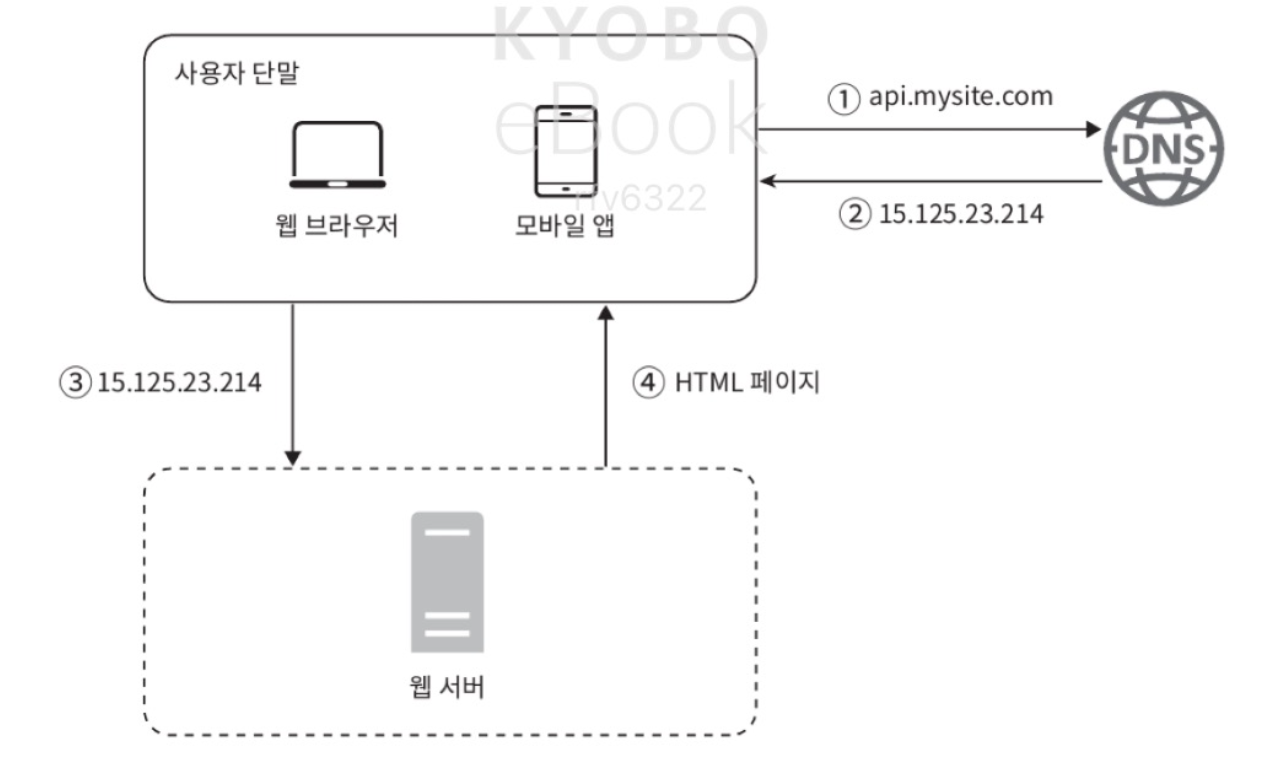 KYOBO
eBook
사용자 단말
① api.mysite.com
DNS
웹 브라우저
모바일 앱
② 15.125.23.214
③ 15.125.23.214
④ HTML 페이지
웹 서버